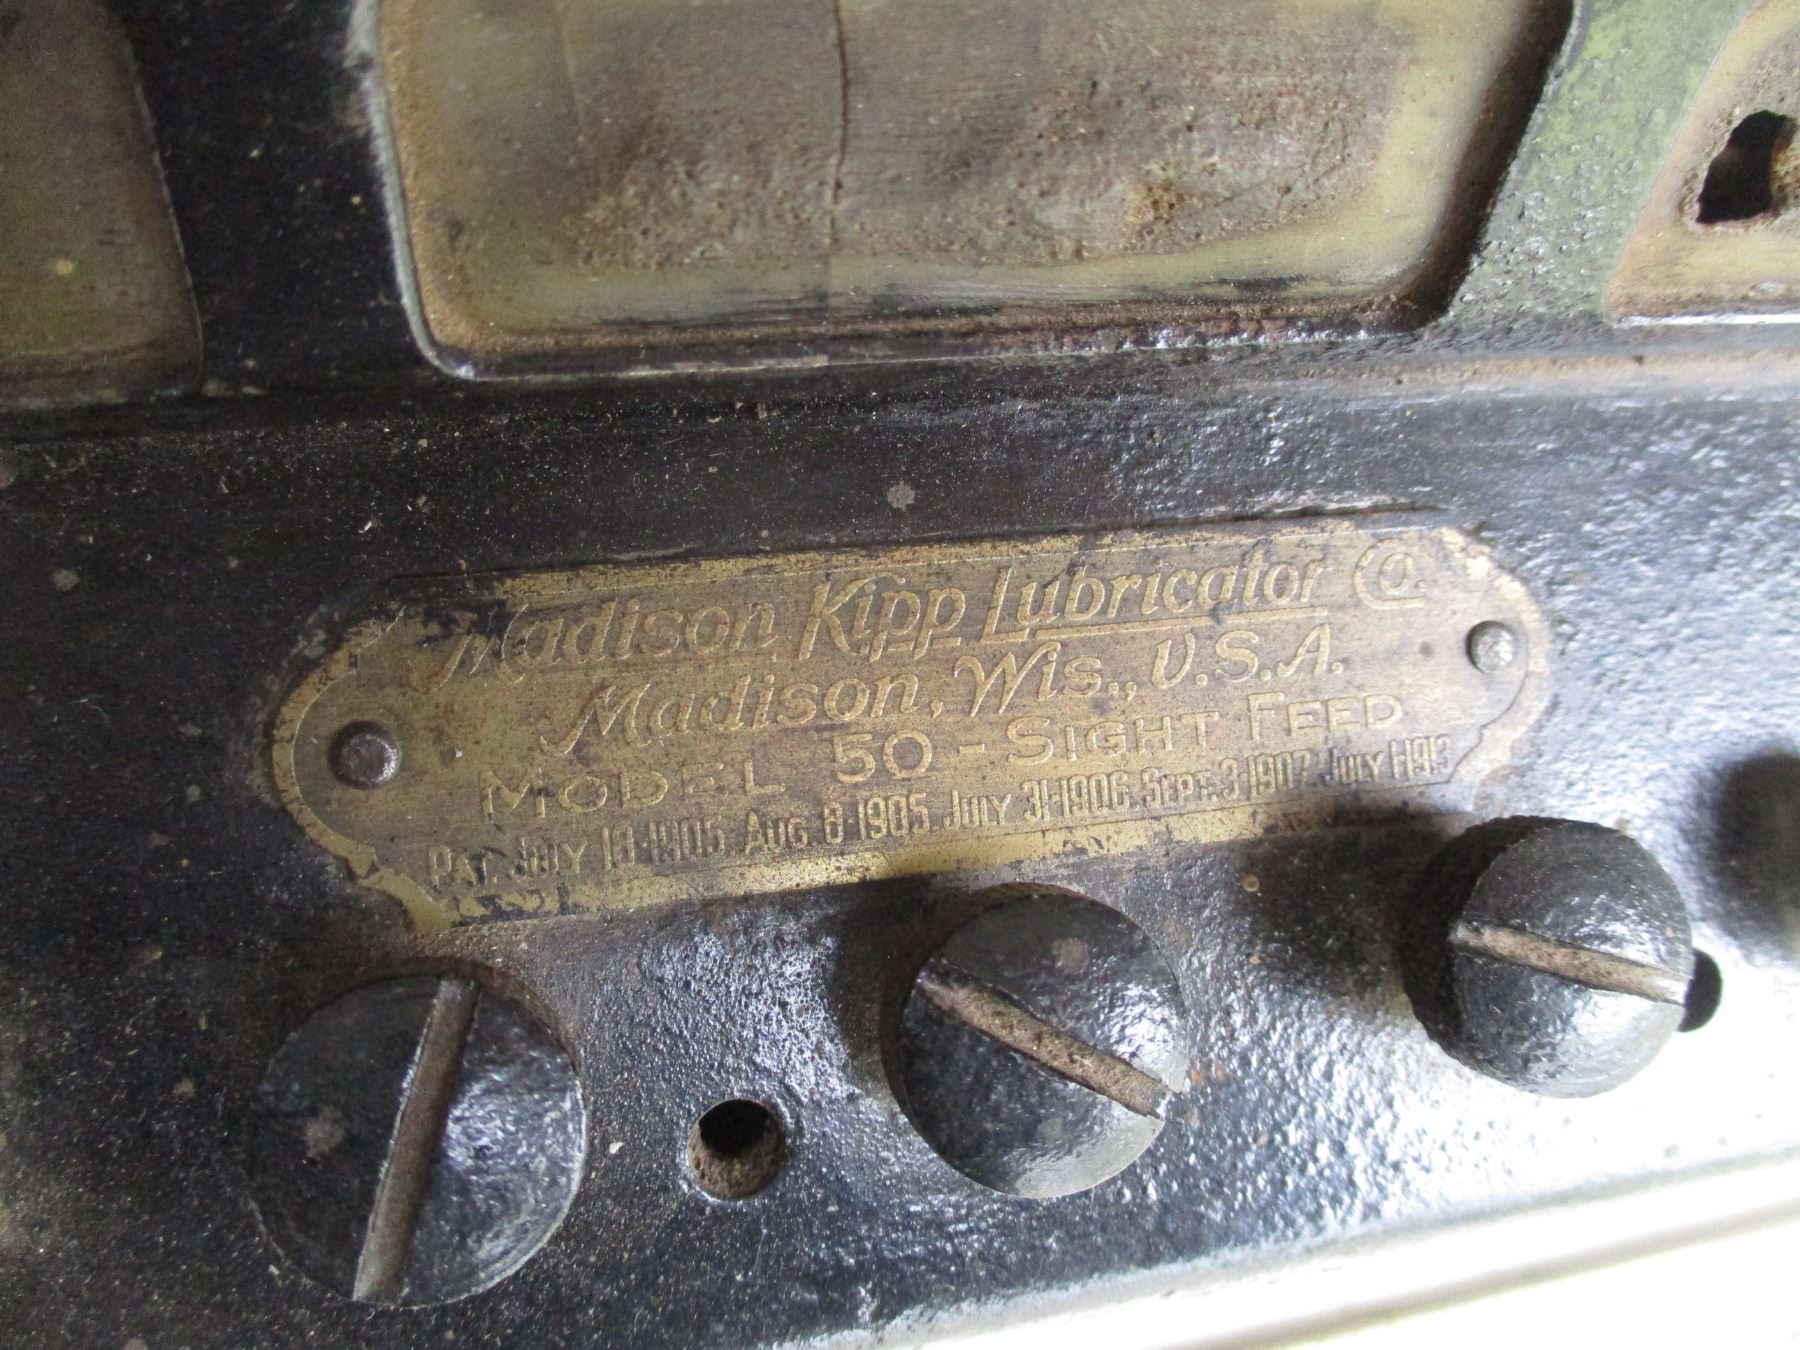 Madison Kipp Lubricator Co.
Madison, Wis., U.S.A.
MODEL 50 - SIGHT FEED
PAT. JULY 18-1905. AUG. 8-1905. JULY 31-1906. SEPT. 3-1907. JULY 1-1913